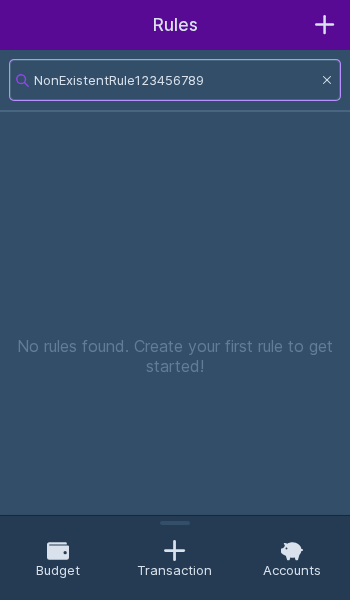 Rules
NonExistentRule123456789
No rules found. Create your first rule to get
started!
Budget
Transaction
Accounts